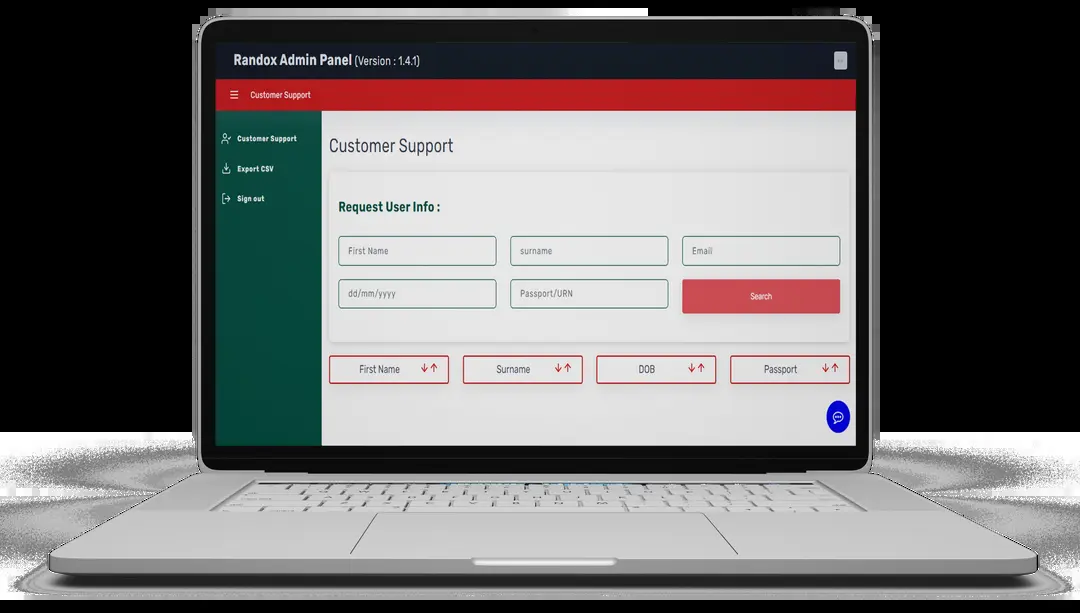 Randox Admin Panel (Version : 1.4.1)
Customer Support
Customer Support
Export CSV
Sign out
Customer Support
Request User Info :
First Name
surname
Email
dd/mm/yyyy
Passport/URN
Search
First Name
Surname
DOB
Passport